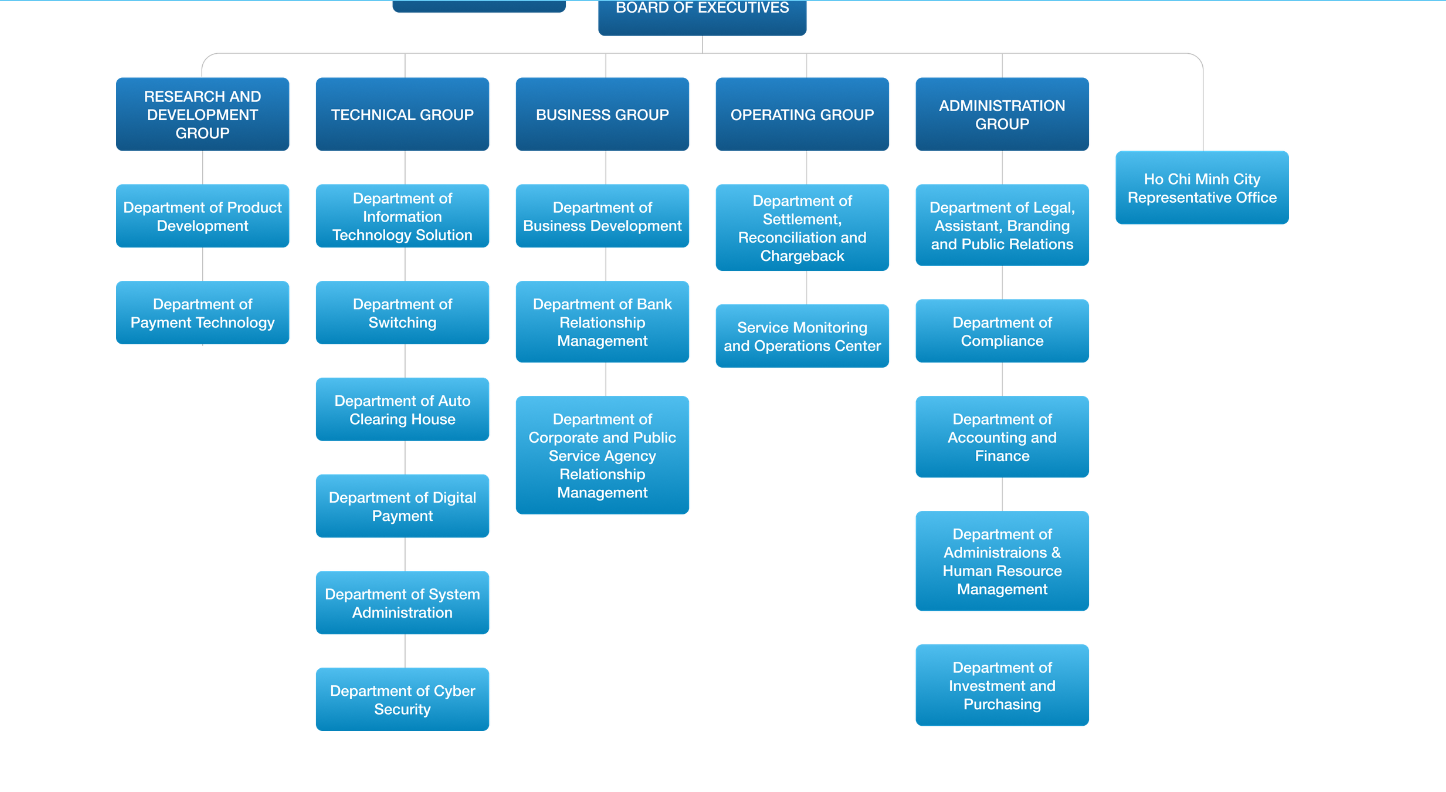 BOARD OF EXECUTIVES
RESEARCH AND
DEVELOPMENT
GROUP
TECHNICAL GROUP
BUSINESS GROUP
OPERATING GROUP
ADMINISTRATION
GROUP
Ho Chi Minh City
Representative Office
Department of Product
Development
Department of
Payment Technology
Department of
Information
Technology Solution
Department of
Switching
Department of Auto
Clearing House
Department of Digital
Payment
Department of System
Administration
Department of Cyber
Security
Department of
Business Development
Department of Bank
Relationship
Management
Department of
Corporate and Public
Service Agency
Relationship
Management
Department of
Settlement,
Reconciliation and
Chargeback
Service Monitoring
and Operations Center
Department of Legal,
Assistant, Branding
and Public Relations
Department of
Compliance
Department of
Accounting and
Finance
Department of
Administraions &
Human Resource
Management
Department of
Investment and
Purchasing